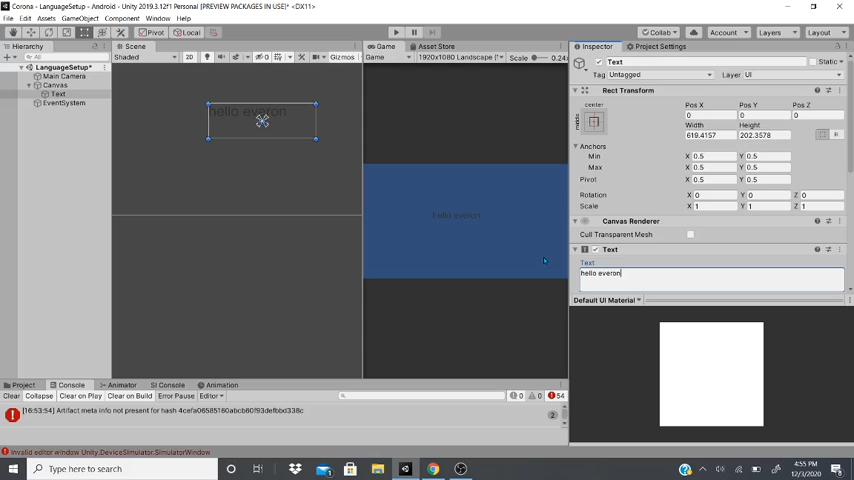 Corona - LanguageSetup - Android - Unity 2019.3.12f1 Personal [PREVIEW PACKAGES IN USE]* <DX11>
File Edit Assets GameObject Component Window Help
Pivot Local Collab Account Layers Layout
Hierarchy Scene Game Asset Store Inspector Project Settings
All Shaded 2D 0 Gizmos Game 1920x1080 Landscape ( Scale 0.24
LanguageSetup*
Main Camera
Canvas
Text
EventSystem
hello everon
hello everon
Text Static
Tag Untagged Layer UI
Rect Transform
center
middle
Pos X Pos Y Pos Z
0 0 0
Width Height
619.4157 202.3578 R
Anchors
Min X 0.5 Y 0.5
Max X 0.5 Y 0.5
Pivot X 0.5 Y 0.5
Rotation X 0 Y 0 Z 0
Scale X 1 Y 1 Z 1
Canvas Renderer
Cull Transparent Mesh
Text
Text
hello everon
Default UI Material
Project Console Animator Console Animation
Clear Collapse Clear on Play Clear on Build Error Pause Editor 0 0 54
[16:53:54] Artifact meta info not present for hash 4cefa06585180abcb60f93defbbd338c
2
Invalid editor window Unity.DeviceSimulator.SimulatorWindow
Type here to search
4:55 PM
12/3/2020